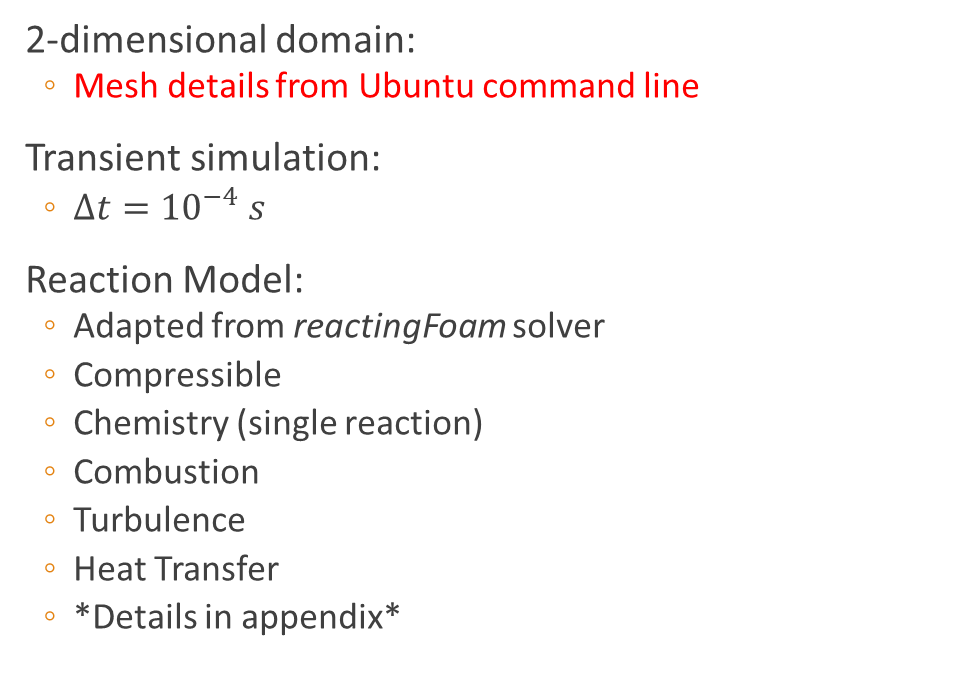 2-dimensional domain:
◦ Mesh details from Ubuntu command line
Transient simulation:
◦ Δt = 10⁻⁴ s
Reaction Model:
◦ Adapted from reactingFoam solver
◦ Compressible
◦ Chemistry (single reaction)
◦ Combustion
◦ Turbulence
◦ Heat Transfer
◦ *Details in appendix*